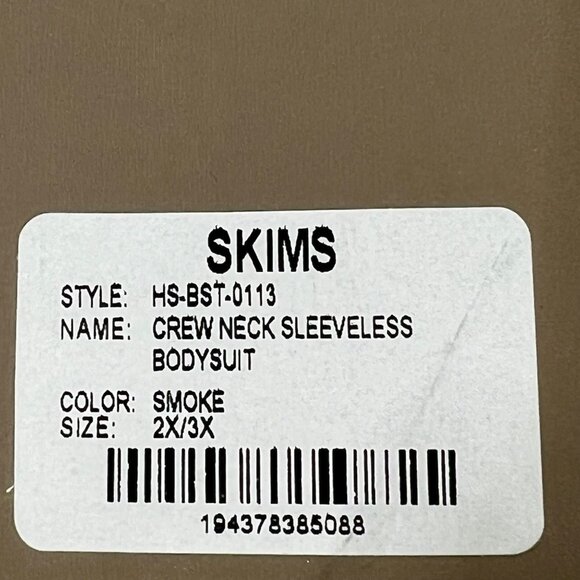 SKIMS
STYLE: HS-BST-0113
NAME: CREW NECK SLEEVELESS
BODYSUIT
COLOR: SMOKE
SIZE: 2X/3X
194378385088